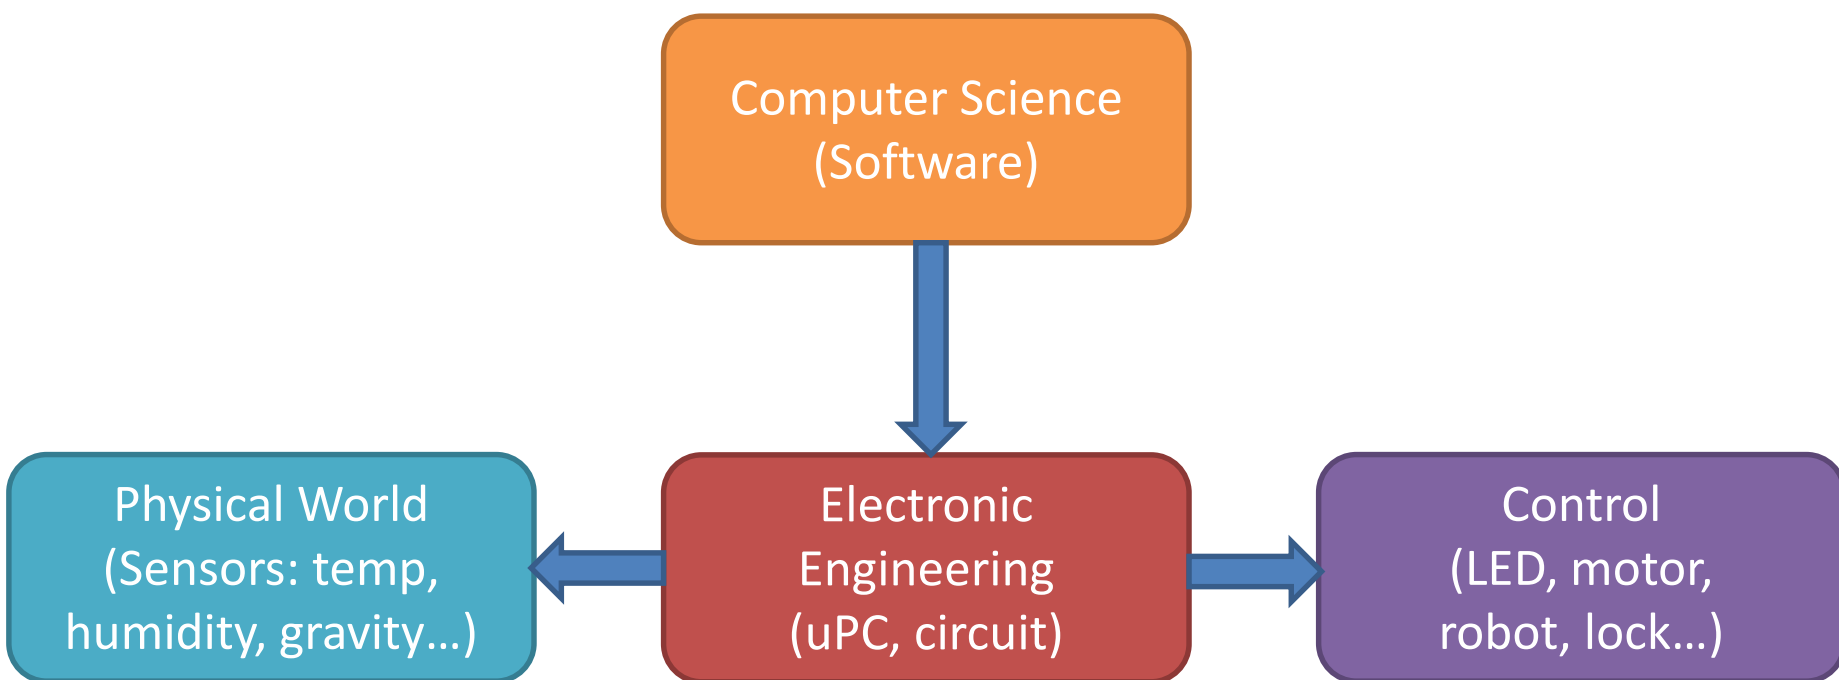 Computer Science
(Software)
Physical World
(Sensors: temp,
humidity, gravity…)
Electronic
Engineering
(uPC, circuit)
Control
(LED, motor,
robot, lock…)